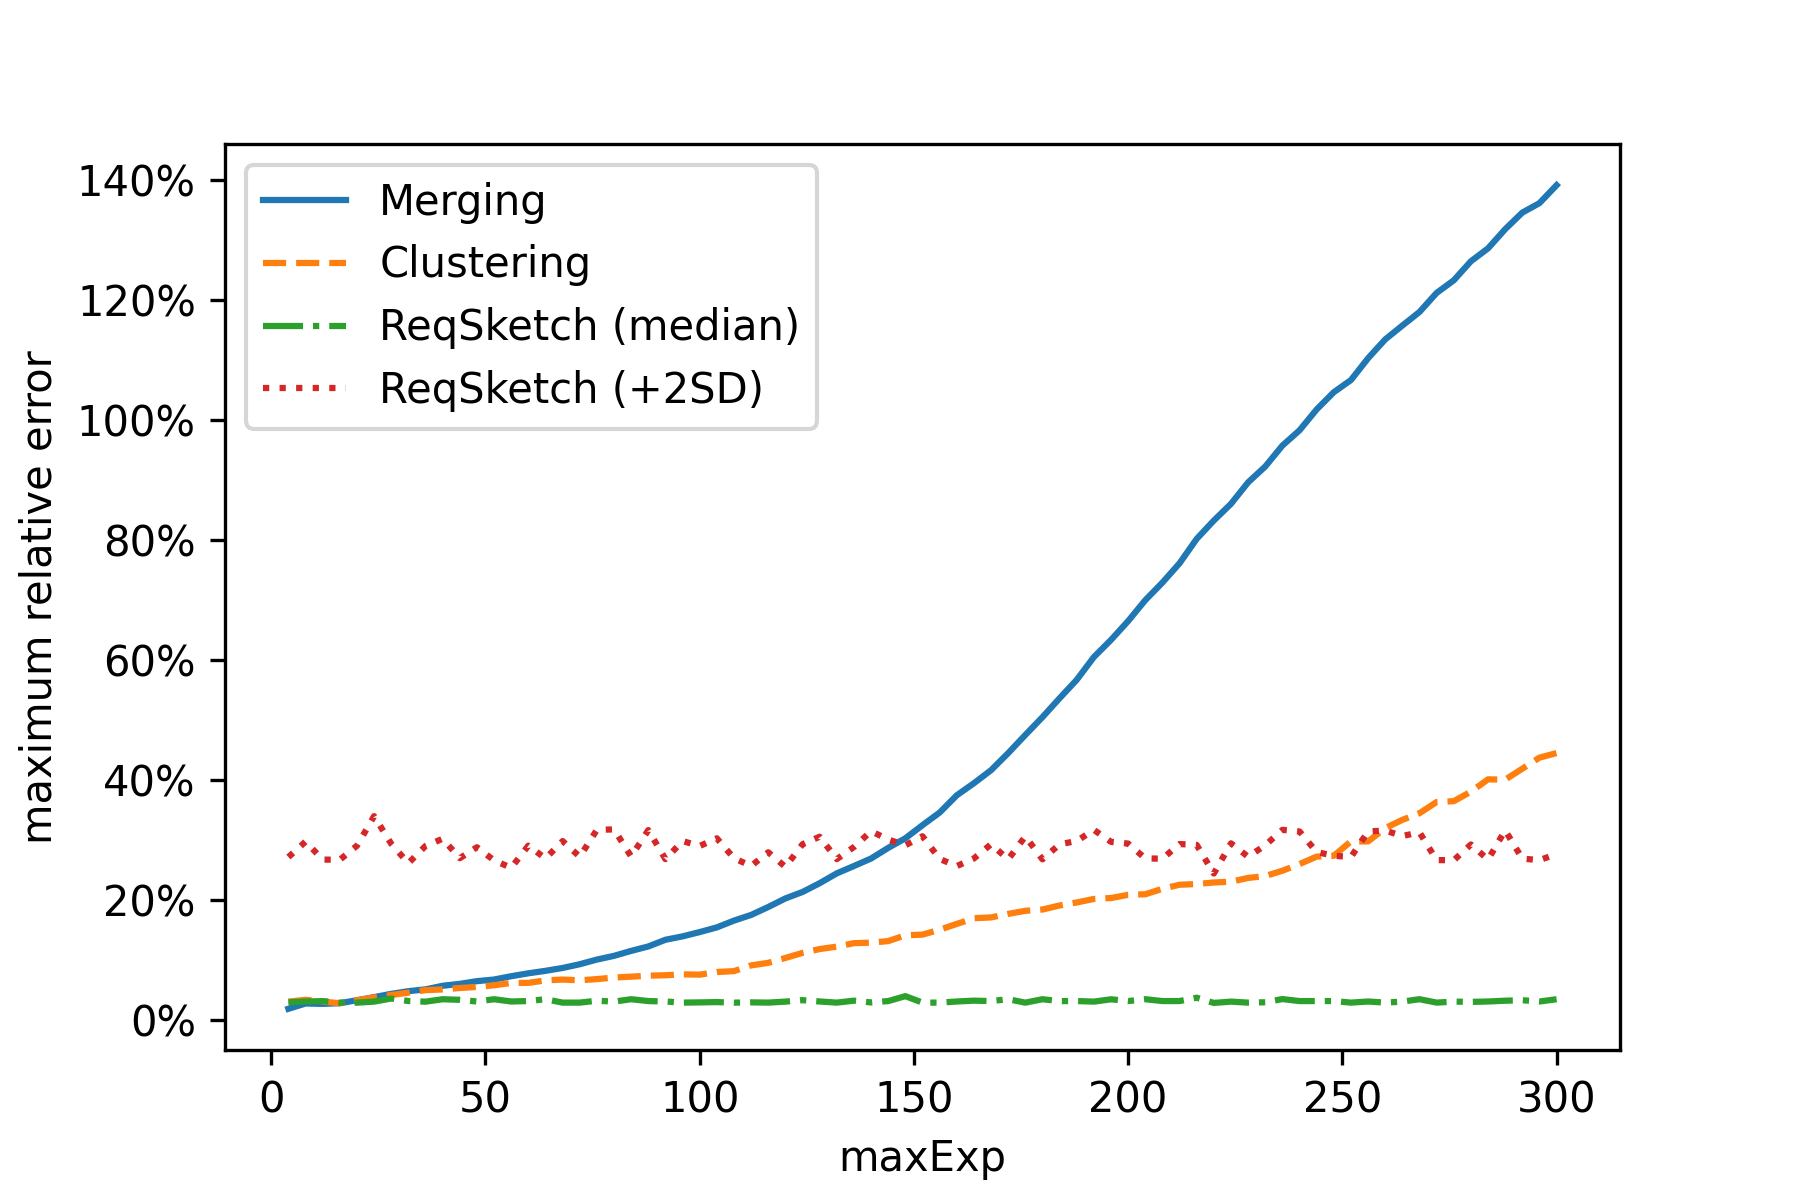 Merging
Clustering
ReqSketch (median)
ReqSketch (+2SD)
140%
120%
100%
80%
60%
40%
20%
0%
maximum relative error
0 50 100 150 200 250 300
maxExp